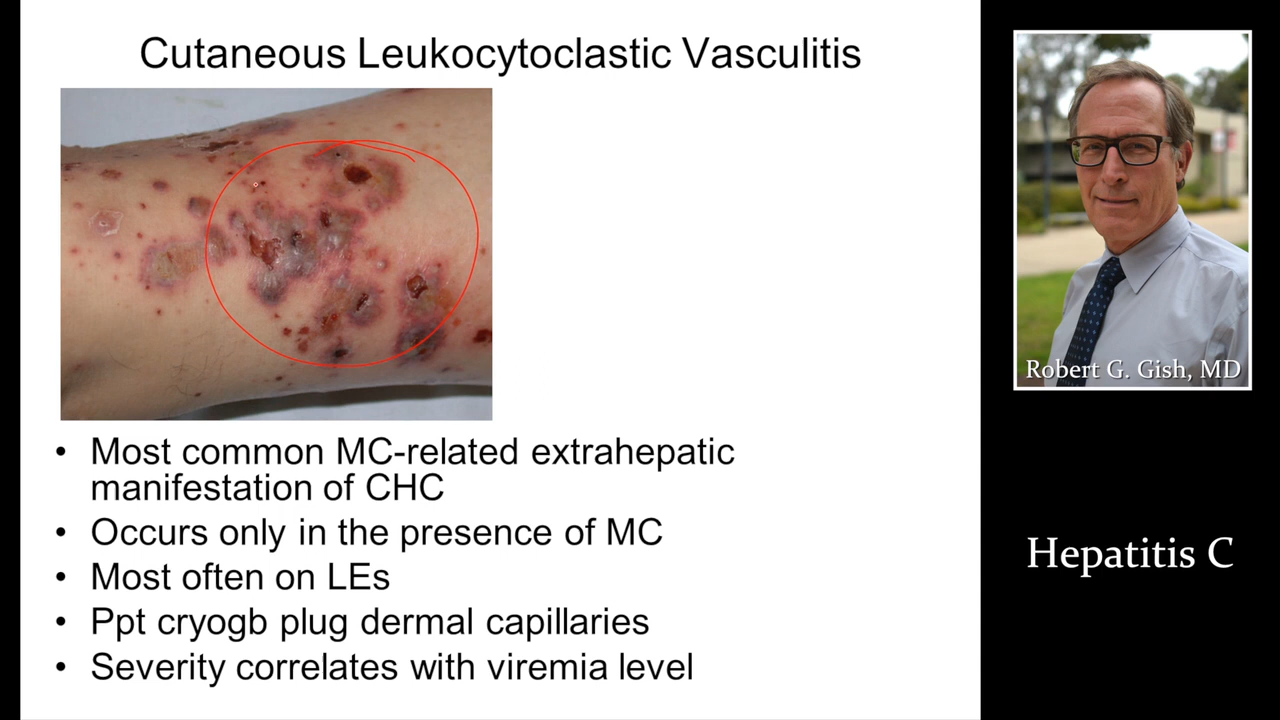 Cutaneous Leukocytoclastic Vasculitis
• Most common MC-related extrahepatic
manifestation of CHC
• Occurs only in the presence of MC
• Most often on LEs
• Ppt cryogb plug dermal capillaries
• Severity correlates with viremia level
Robert G. Gish, MD
Hepatitis C